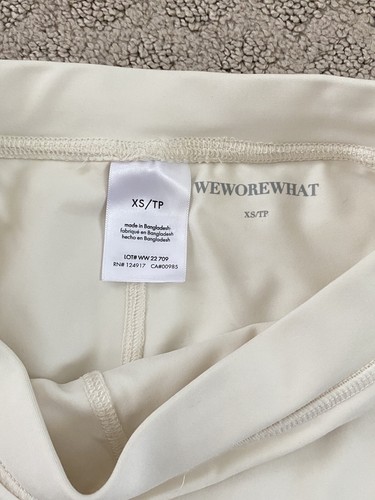 WEWOREWHAT
XS/TP
XS/TP
made in Bangladesh
fabriqué en Bangladesh
hecho en Bangladesh
LOT# WW 22 709
RN# 124917 CA#00985